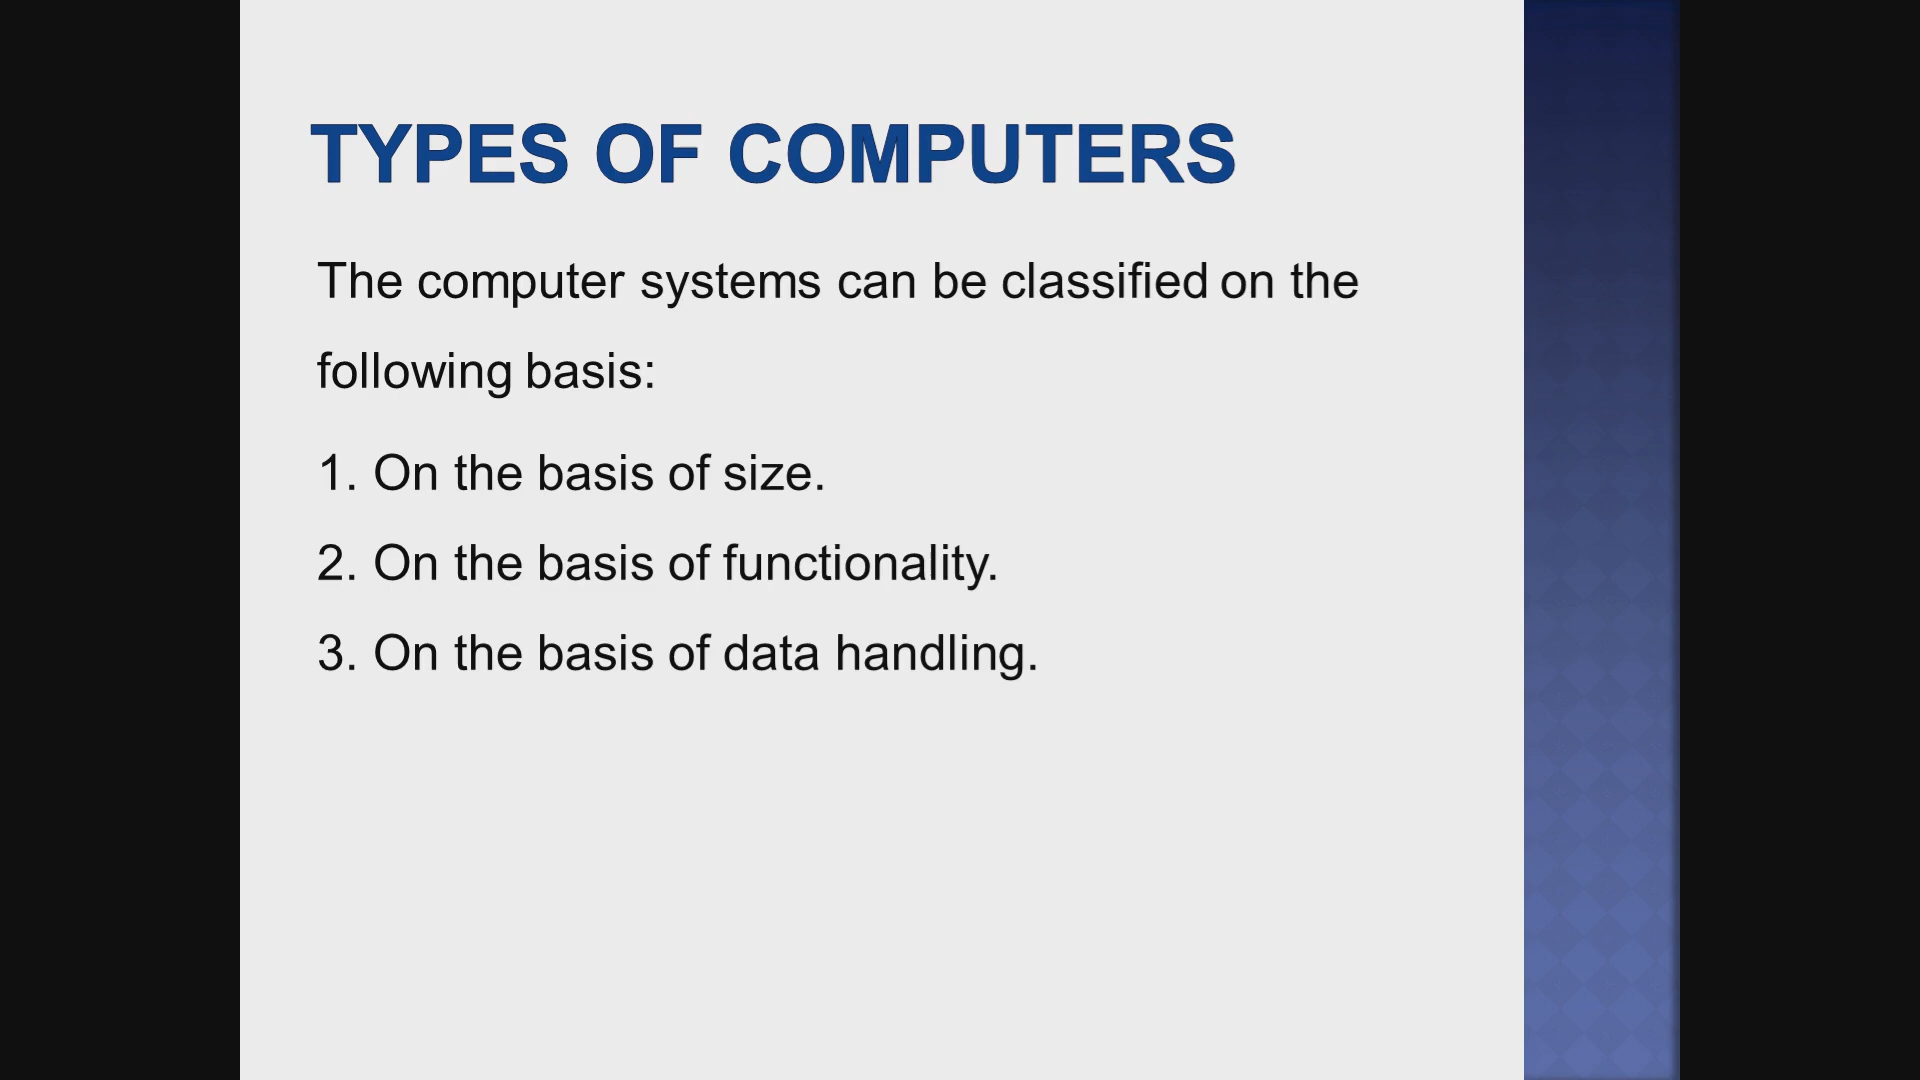 TYPES OF COMPUTERS
The computer systems can be classified on the
following basis:
1. On the basis of size.
2. On the basis of functionality.
3. On the basis of data handling.